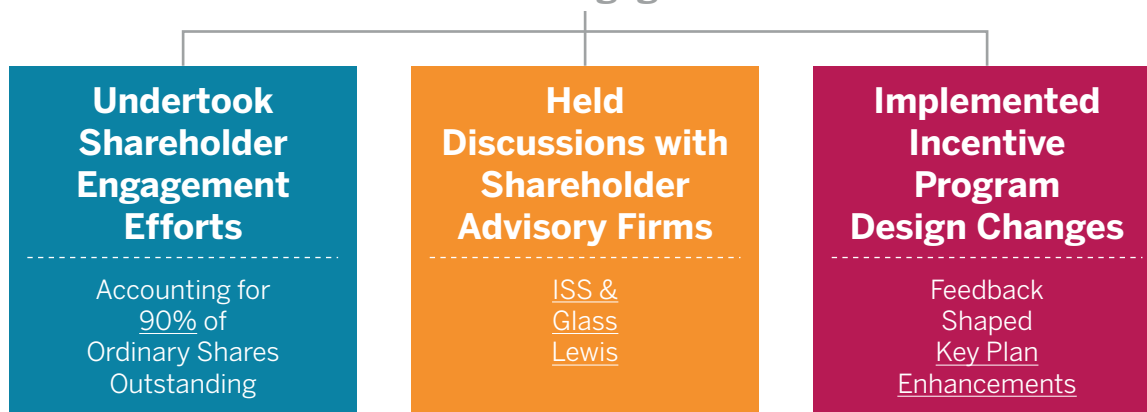 Undertook
Shareholder
Engagement
Efforts
Accounting for
90% of
Ordinary Shares
Outstanding
Held
Discussions with
Shareholder
Advisory Firms
ISS &
Glass
Lewis
Implemented
Incentive
Program
Design Changes
Feedback
Shaped
Key Plan
Enhancements